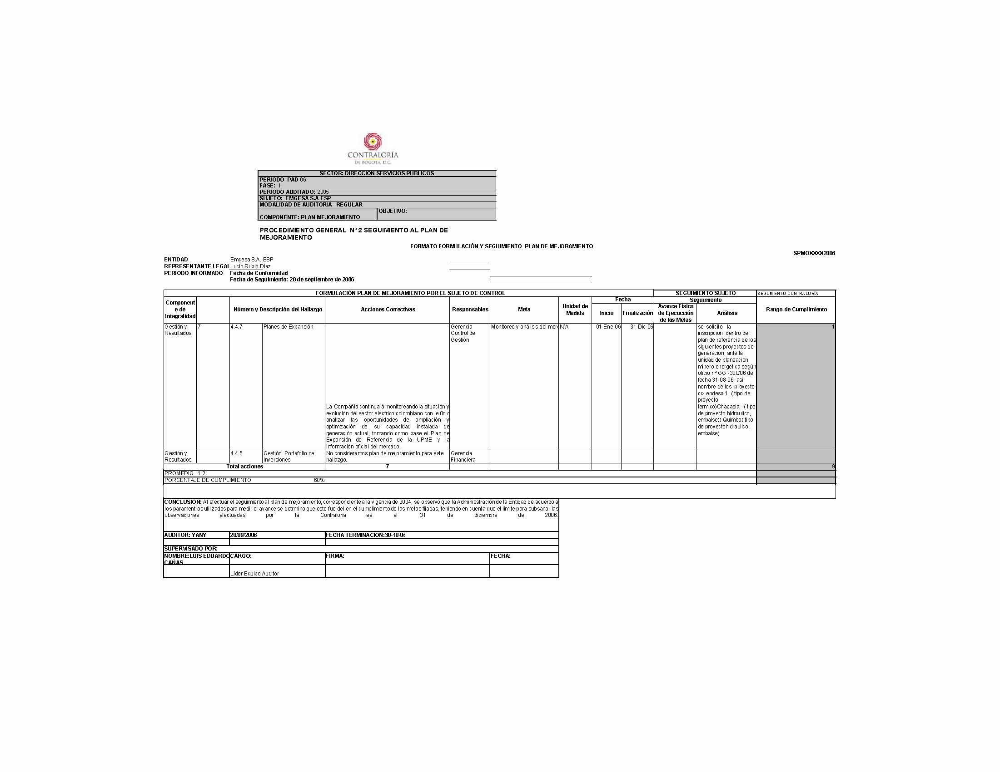 CONTRALORÍA
DE BOGOTÁ, D.C.
SECTOR: DIRECCION SERVICIOS PUBLICOS
PERIODO PAD 06
FASE: II
PERIODO AUDITADO: 2005
SUJETO: EMGESA S.A ESP
MODALIDAD DE AUDITORIA REGULAR
OBJETIVO:
COMPONENTE: PLAN MEJORAMIENTO
PROCEDIMIENTO GENERAL Nº 2 SEGUIMIENTO AL PLAN DE
MEJORAMIENTO
FORMATO FORMULACIÓN Y SEGUIMIENTO PLAN DE MEJORAMIENTO
SPMOXXXX2006
ENTIDAD Emgesa S.A. ESP
REPRESENTANTE LEGAL Lucio Rubio Díaz
PERIODO INFORMADO Fecha de Conformidad
Fecha de Seguimiento: 20 de septiembre de 2006
FORMULACIÓN PLAN DE MEJORAMIENTO POR EL SUJETO DE CONTROL
SEGUIMIENTO SUJETO
SEGUMIENTO CONTRALORÍA
Component
e de
Integralidad
Número y Descripción del Hallazgo
Acciones Correctivas
Responsables
Meta
Unidad de
Medida
Fecha
Inicio
Finalización
Seguimiento
Avance Físico
de Ejecucción
de las Metas
Análisis
Rango de Cumplimiento
Gestión y
Resultados
7
4.4.7
Planes de Expansión
La Compañía continuará monitoreando la situación y
evolución del sector eléctrico colombiano con le fin d
analizar las oportunidades de ampliación y
optimización de su capacidad instalada de
generación actual, tomando como base el Plan de
Expansión de Referencia de la UPME y la
información oficial del mercado.
Gerencia
Control de
Gestión
Monitoreo y análisis del merc
N/A
01-Ene-06
31-Dic-06
se solicito la
inscripcion dentro del
plan de referencia de los
siguientes proyectos de
generacion ante la
unidad de planeacion
minero energetica según
oficio nª GG -300/06 de
fecha 31-08-06, asi:
nombre de los proyecto
cc- endesa 1, ( tipo de
proyecto
termico)Chapasia, ( tipo
de proyecto hidraulico,
embalse)) Quimbo( tipo
de proyectohidraulico,
embalse)
1
Gestión y
Resultados
4.4.5
Gestión Portafolio de
Inversiones
No consideramos plan de mejoramiento para este
hallazgo.
Gerencia
Financiera
Total acciones 7 9
PROMEDIO 1.2
PORCENTAJE DE CUMPLIMIENTO 60%
CONCLUSION: Al efectuar el seguimiento al plan de mejoramiento, correspondiente a la vigencia de 2004, se observó que la Adminiostración de la Entidad de acuerdo a
los paramentros utilizados para medir el avance se detrmino que este fue del en el cumplimiento de las metas fijadas, teniendo en cuenta que el limite para subsanar las
observaciones efectuadas por la Contraloria es el 31 de diciembre de 2006.
AUDITOR: YANY 20/09/2006 FECHA TERMINACION:30-10-06
SUPERVISADO POR:
NOMBRE:LUIS EDUARDO
CAÑAS
CARGO:
FIRMA:
FECHA:
Líder Equipo Auditor